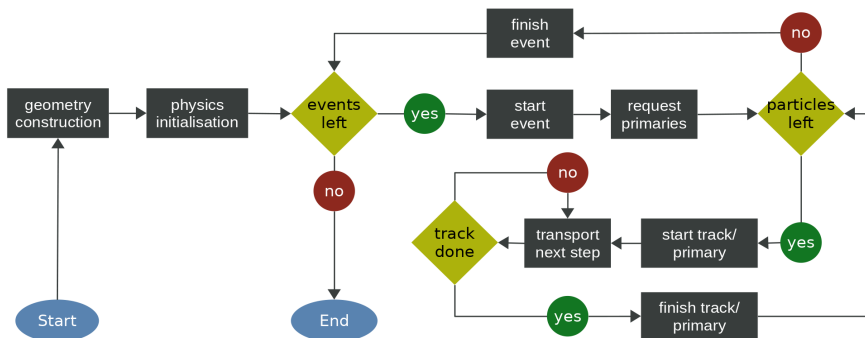 finish
event
no
geometry
construction
physics
initialisation
events
left
yes
start
event
request
primaries
particles
left
no
no
track
done
transport
next step
start track/
primary
yes
Start
End
yes
finish track/
primary